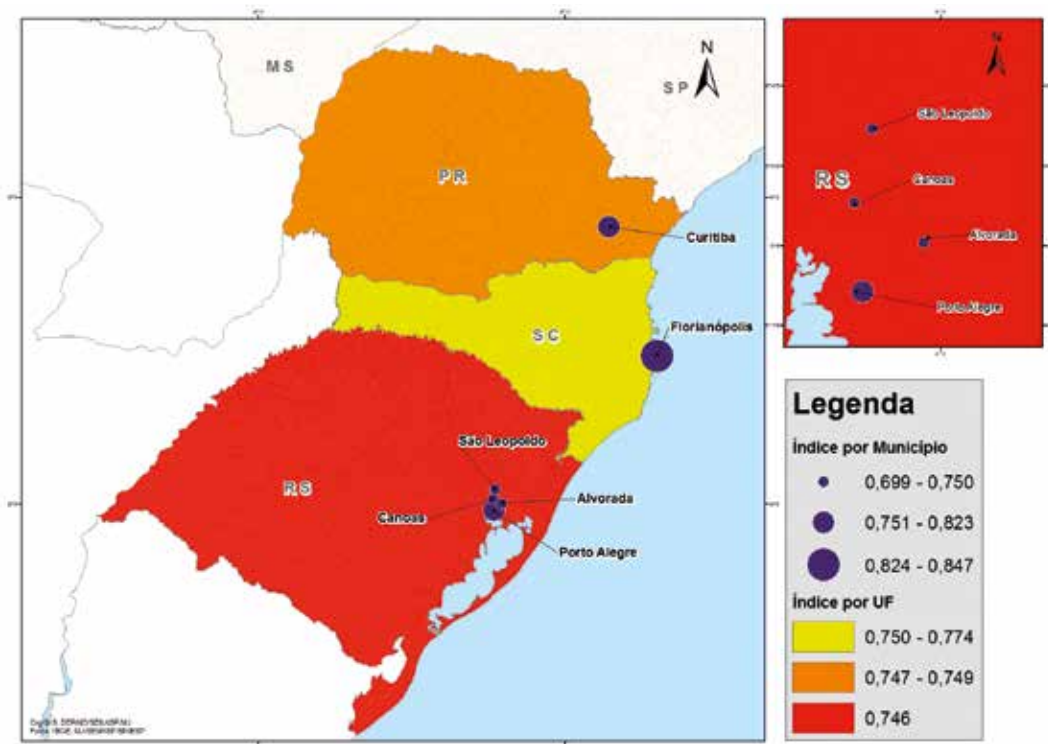 MS
N
SP
PR
Curitiba
Florianópolis
SC
São Leopoldo
RS
Alvorada
Canoas
Porto Alegre
N
São Leopoldo
RS
Canoas
Alvorada
Porto Alegre
Legenda
Índice por Município
0,699 - 0,750
0,751 - 0,823
0,824 - 0,847
Índice por UF
0,750 - 0,774
0,747 - 0,749
0,746